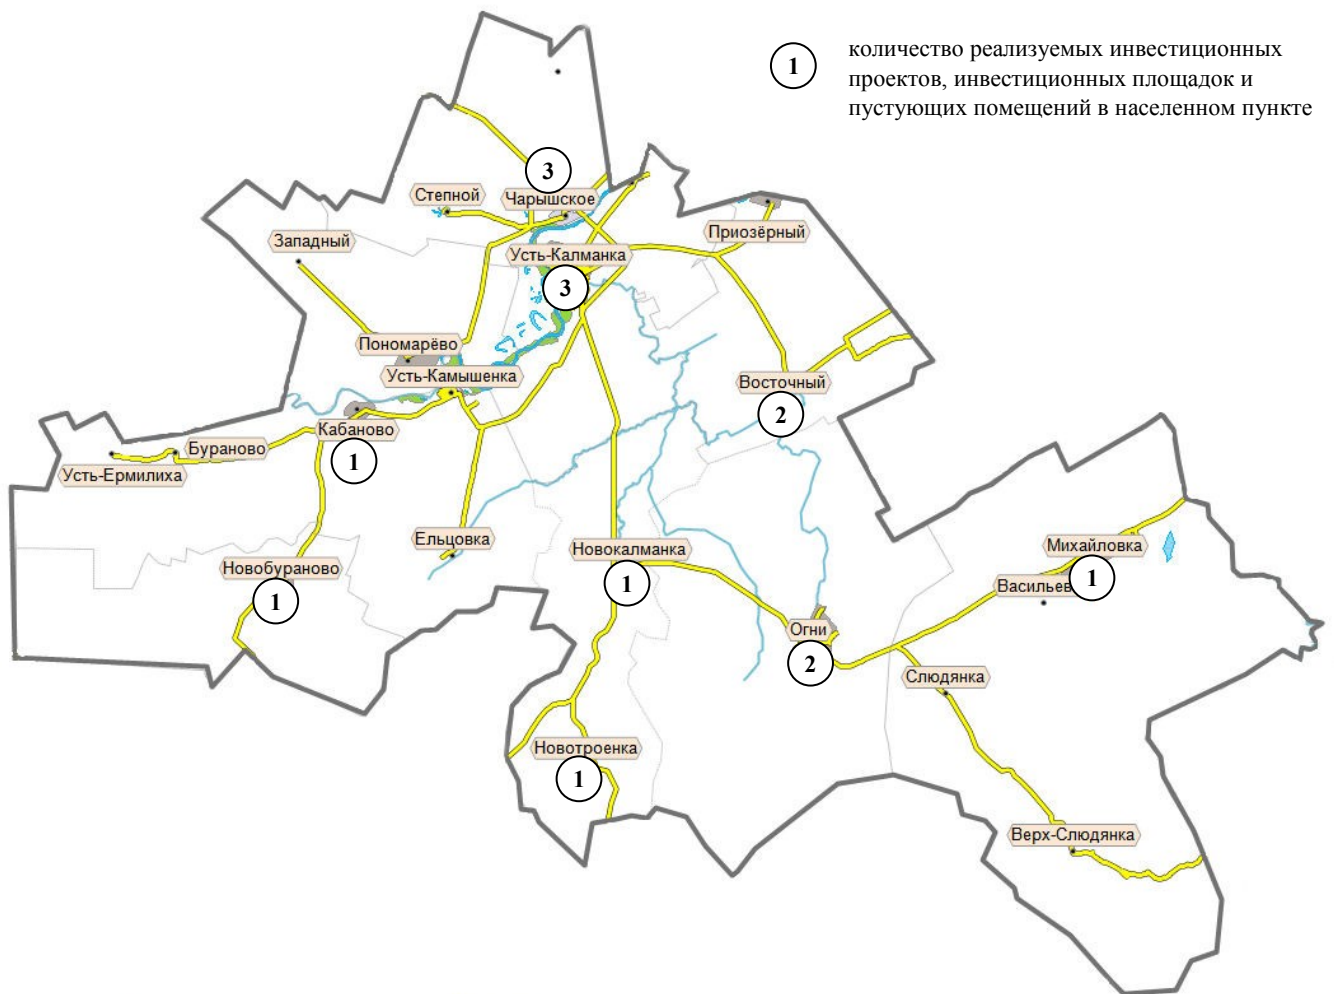 1
количество реализуемых инвестиционных
проектов, инвестиционных площадок и
пустующих помещений в населенном пункте
3
Степной
Чарышское
Приозёрный
Западный
Усть-Калманка
3
Пономарёво
Усть-Камышенка
Восточный
2
Кабаново
Бураново
1
Усть-Ермилиха
Ельцовка
Новокалманка
Михайловка
Новобураново
1
1
Васильев
1
Огни
2
Слюдянка
Новотроенка
1
Верх-Слюдянка